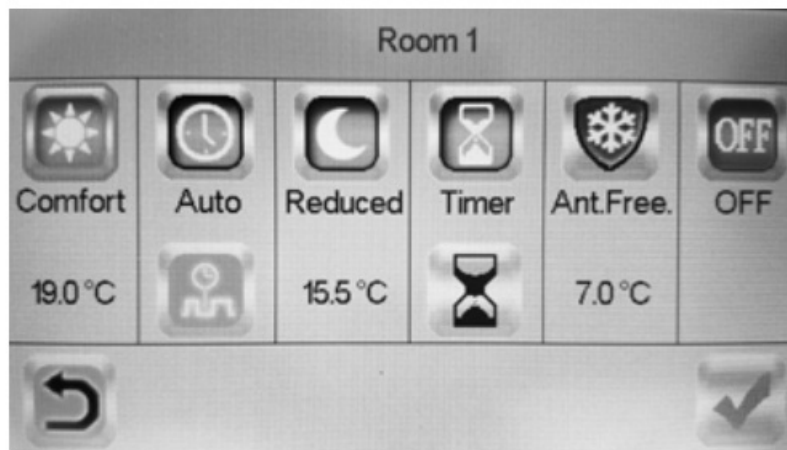 Room 1
OFF
Comfort Auto Reduced Timer Ant.Free. OFF
19.0 °C 15.5 °C 7.0 °C